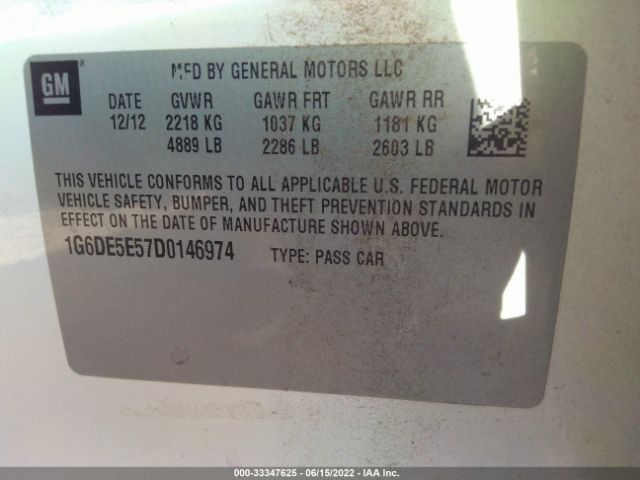 GM
MFD BY GENERAL MOTORS LLC
DATE GVWR GAWR FRT GAWR RR
12/12 2218 KG 1037 KG 1181 KG
4889 LB 2286 LB 2603 LB
THIS VEHICLE CONFORMS TO ALL APPLICABLE U.S. FEDERAL MOTOR
VEHICLE SAFETY, BUMPER, AND THEFT PREVENTION STANDARDS IN
EFFECT ON THE DATE OF MANUFACTURE SHOWN ABOVE.
1G6DE5E57D0146974 TYPE: PASS CAR
000-33347625 - 06/15/2022 - IAA Inc.